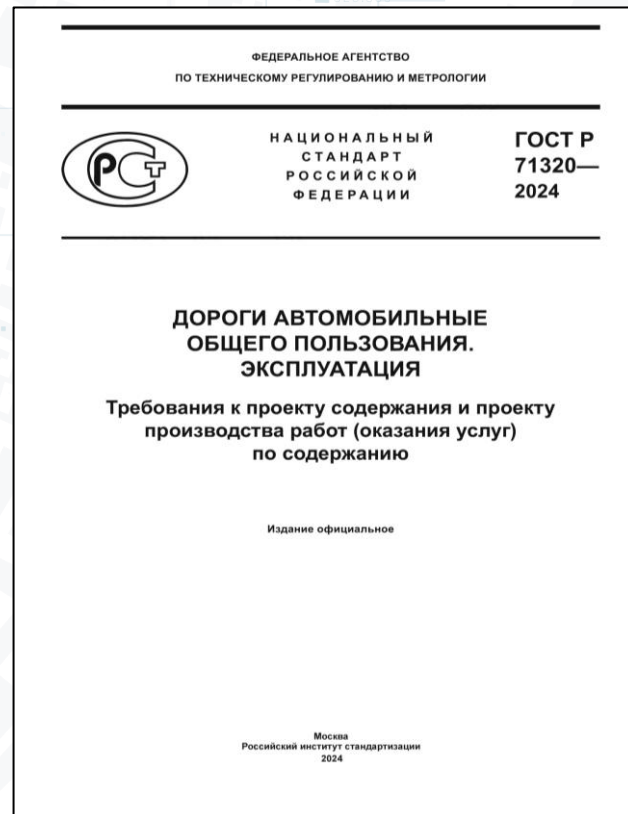 ФЕДЕРАЛЬНОЕ АГЕНТСТВО
ПО ТЕХНИЧЕСКОМУ РЕГУЛИРОВАНИЮ И МЕТРОЛОГИИ
РСТ
НАЦИОНАЛЬНЫЙ
СТАНДАРТ
РОССИЙСКОЙ
ФЕДЕРАЦИИ
ГОСТ Р
71320—
2024
ДОРОГИ АВТОМОБИЛЬНЫЕ
ОБЩЕГО ПОЛЬЗОВАНИЯ.
ЭКСПЛУАТАЦИЯ
Требования к проекту содержания и проекту
производства работ (оказания услуг)
по содержанию
Издание официальное
Москва
Российский институт стандартизации
2024